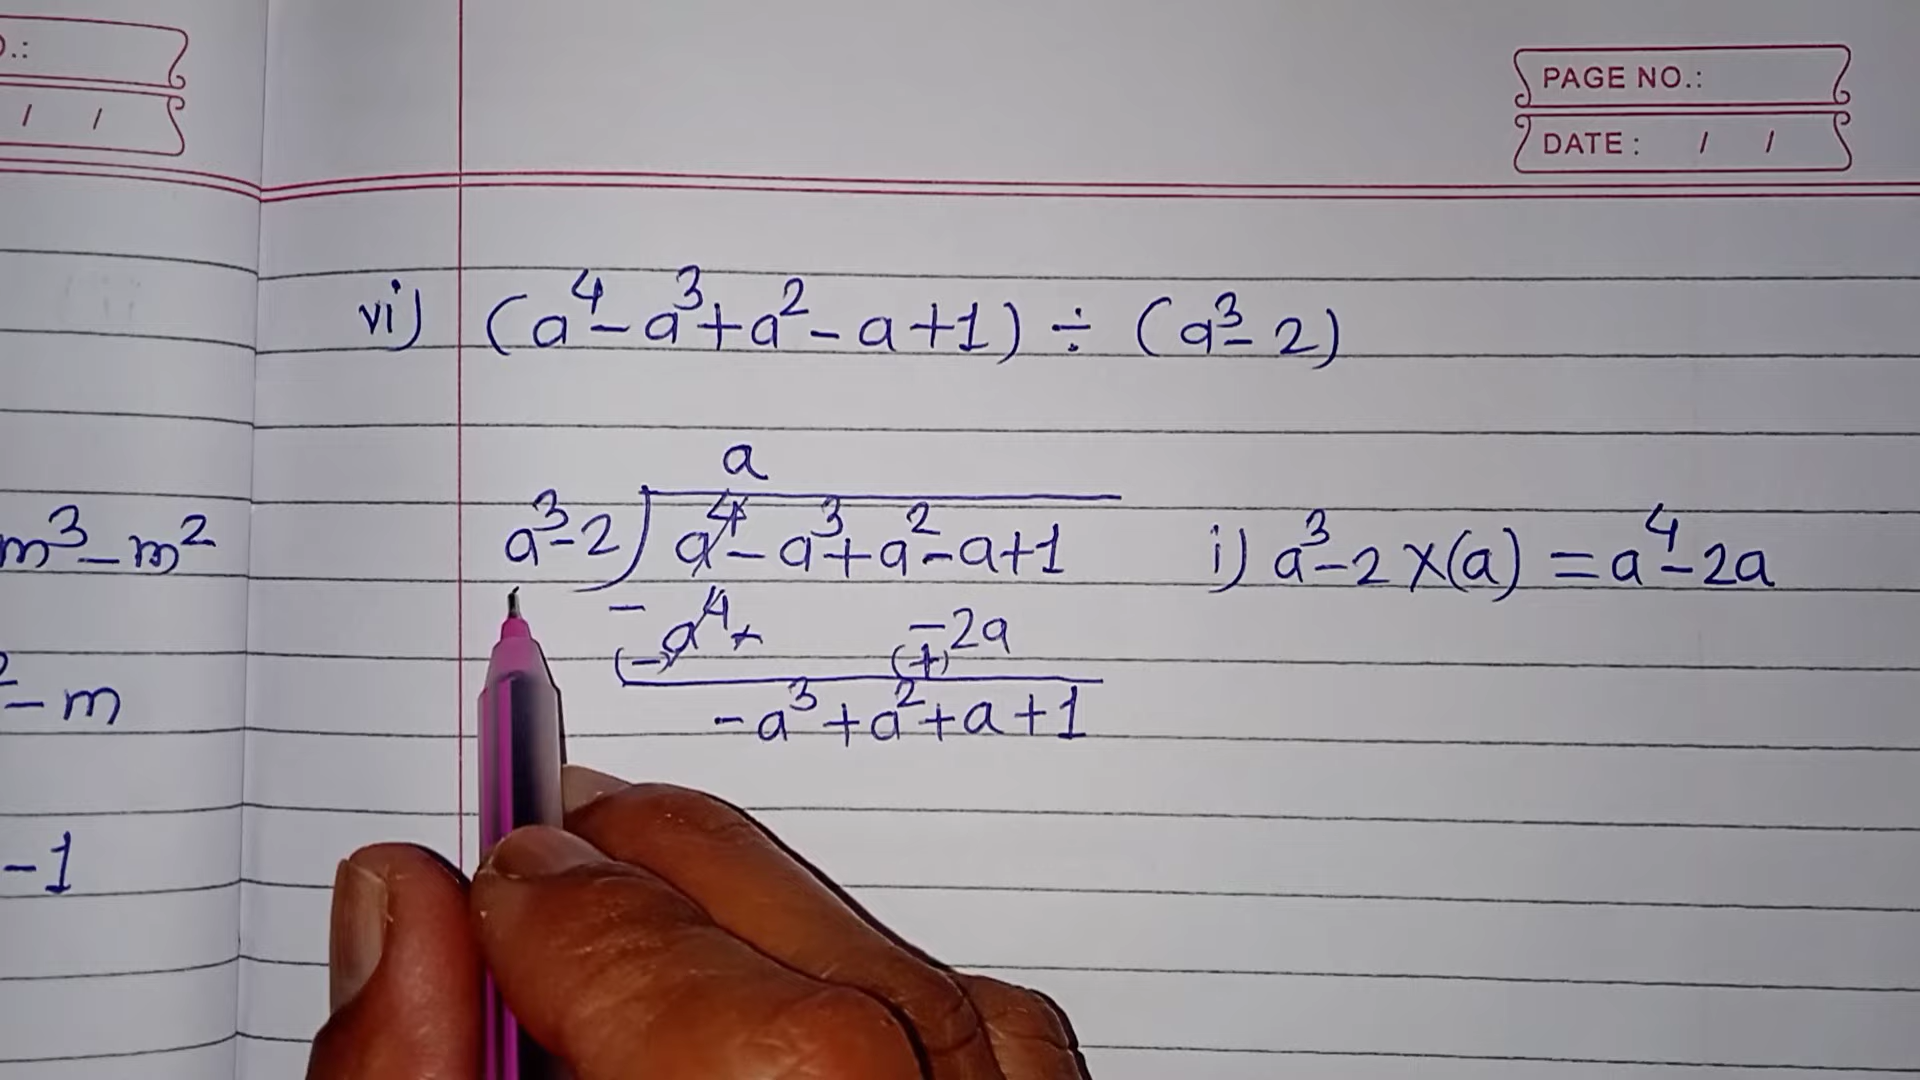 .:
/ /
PAGE NO.:
DATE : / /
vi) (a⁴ - a³ + a² - a + 1) ÷ (a³ - 2)
a
a³ - 2 ) a⁴ - a³ + a² - a + 1
i) a³ - 2 × (a) = a⁴ - 2a
- a⁴ - 2a
(-) (+)
- a³ + a² + a + 1
m³ - m²
- m
- 1